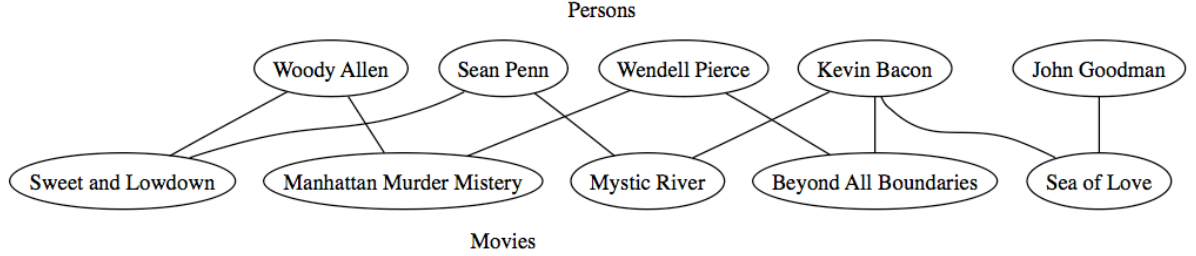 Persons
Woody Allen
Sean Penn
Wendell Pierce
Kevin Bacon
John Goodman
Sweet and Lowdown
Manhattan Murder Mistery
Mystic River
Beyond All Boundaries
Sea of Love
Movies